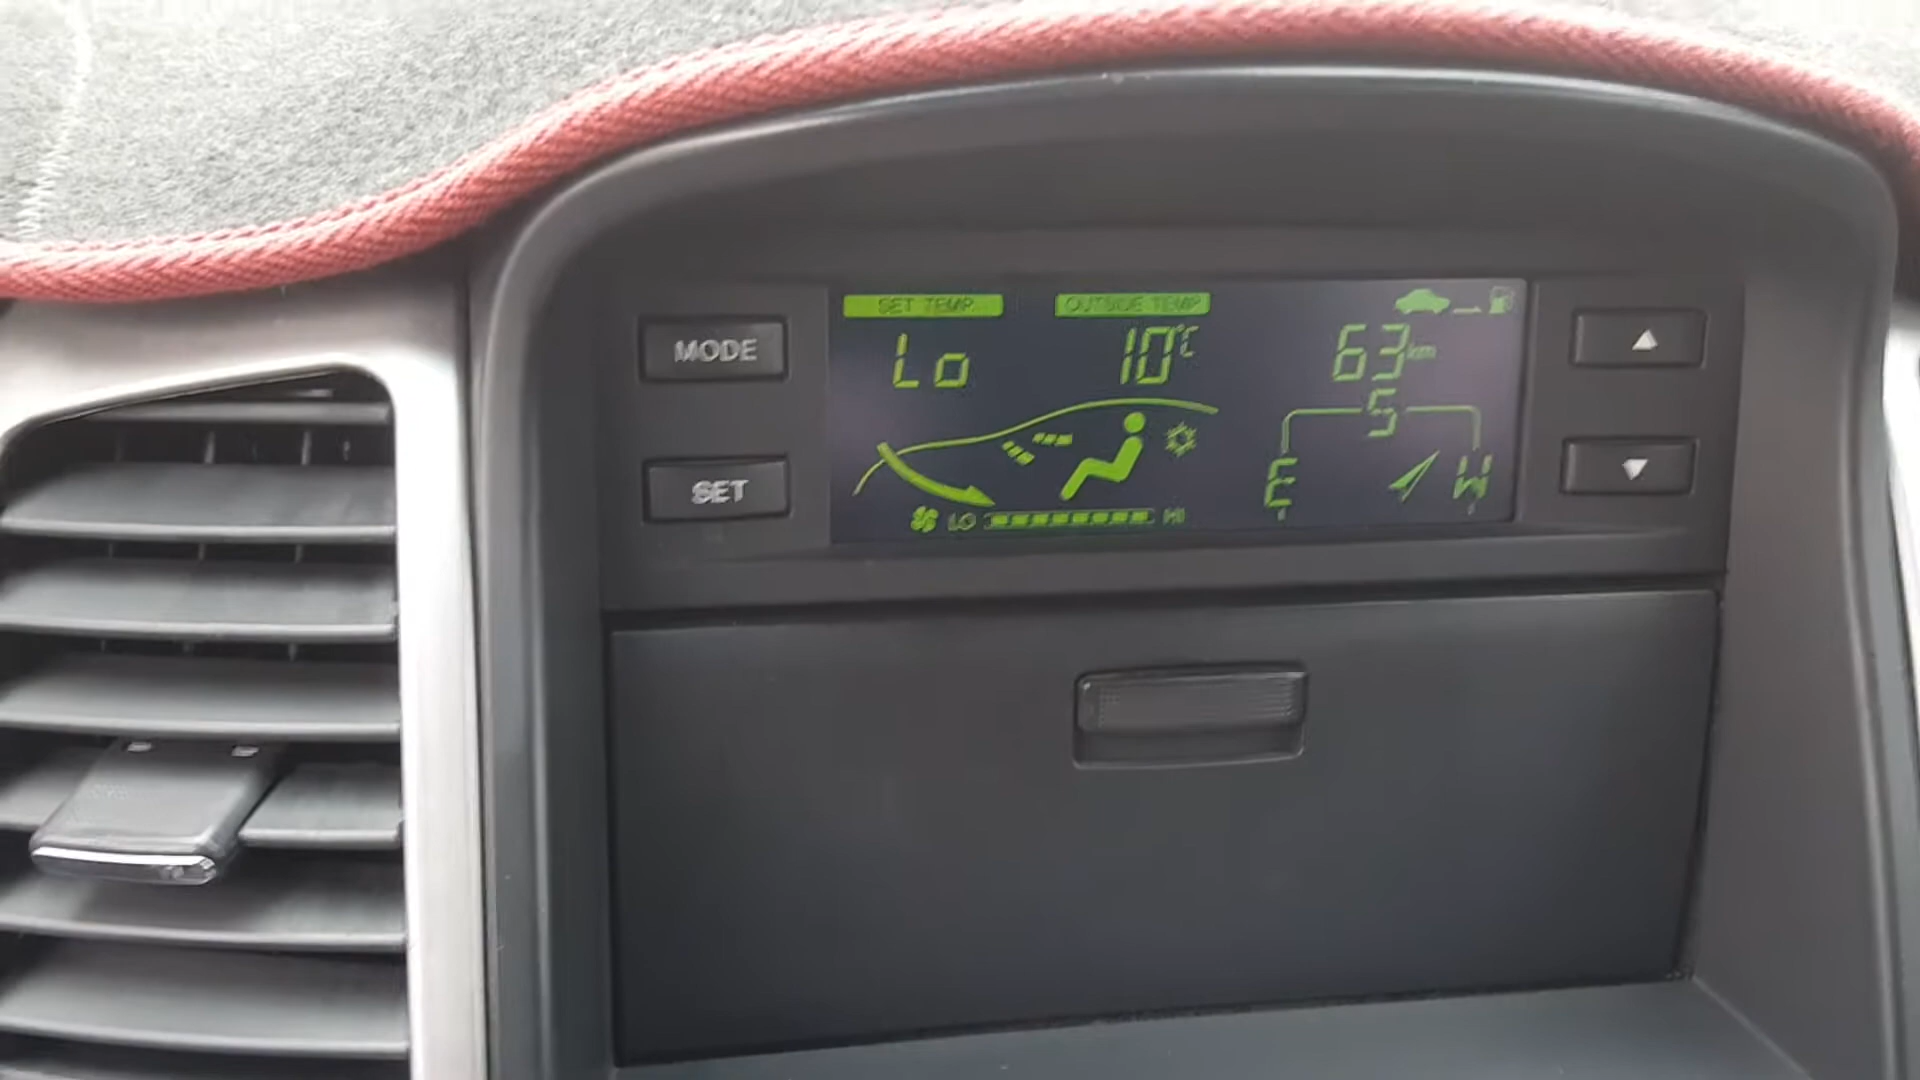 MODE
SET
SET TEMP
OUTSIDE TEMP
Lo
10°C
63km
S
E
W
LO
HI